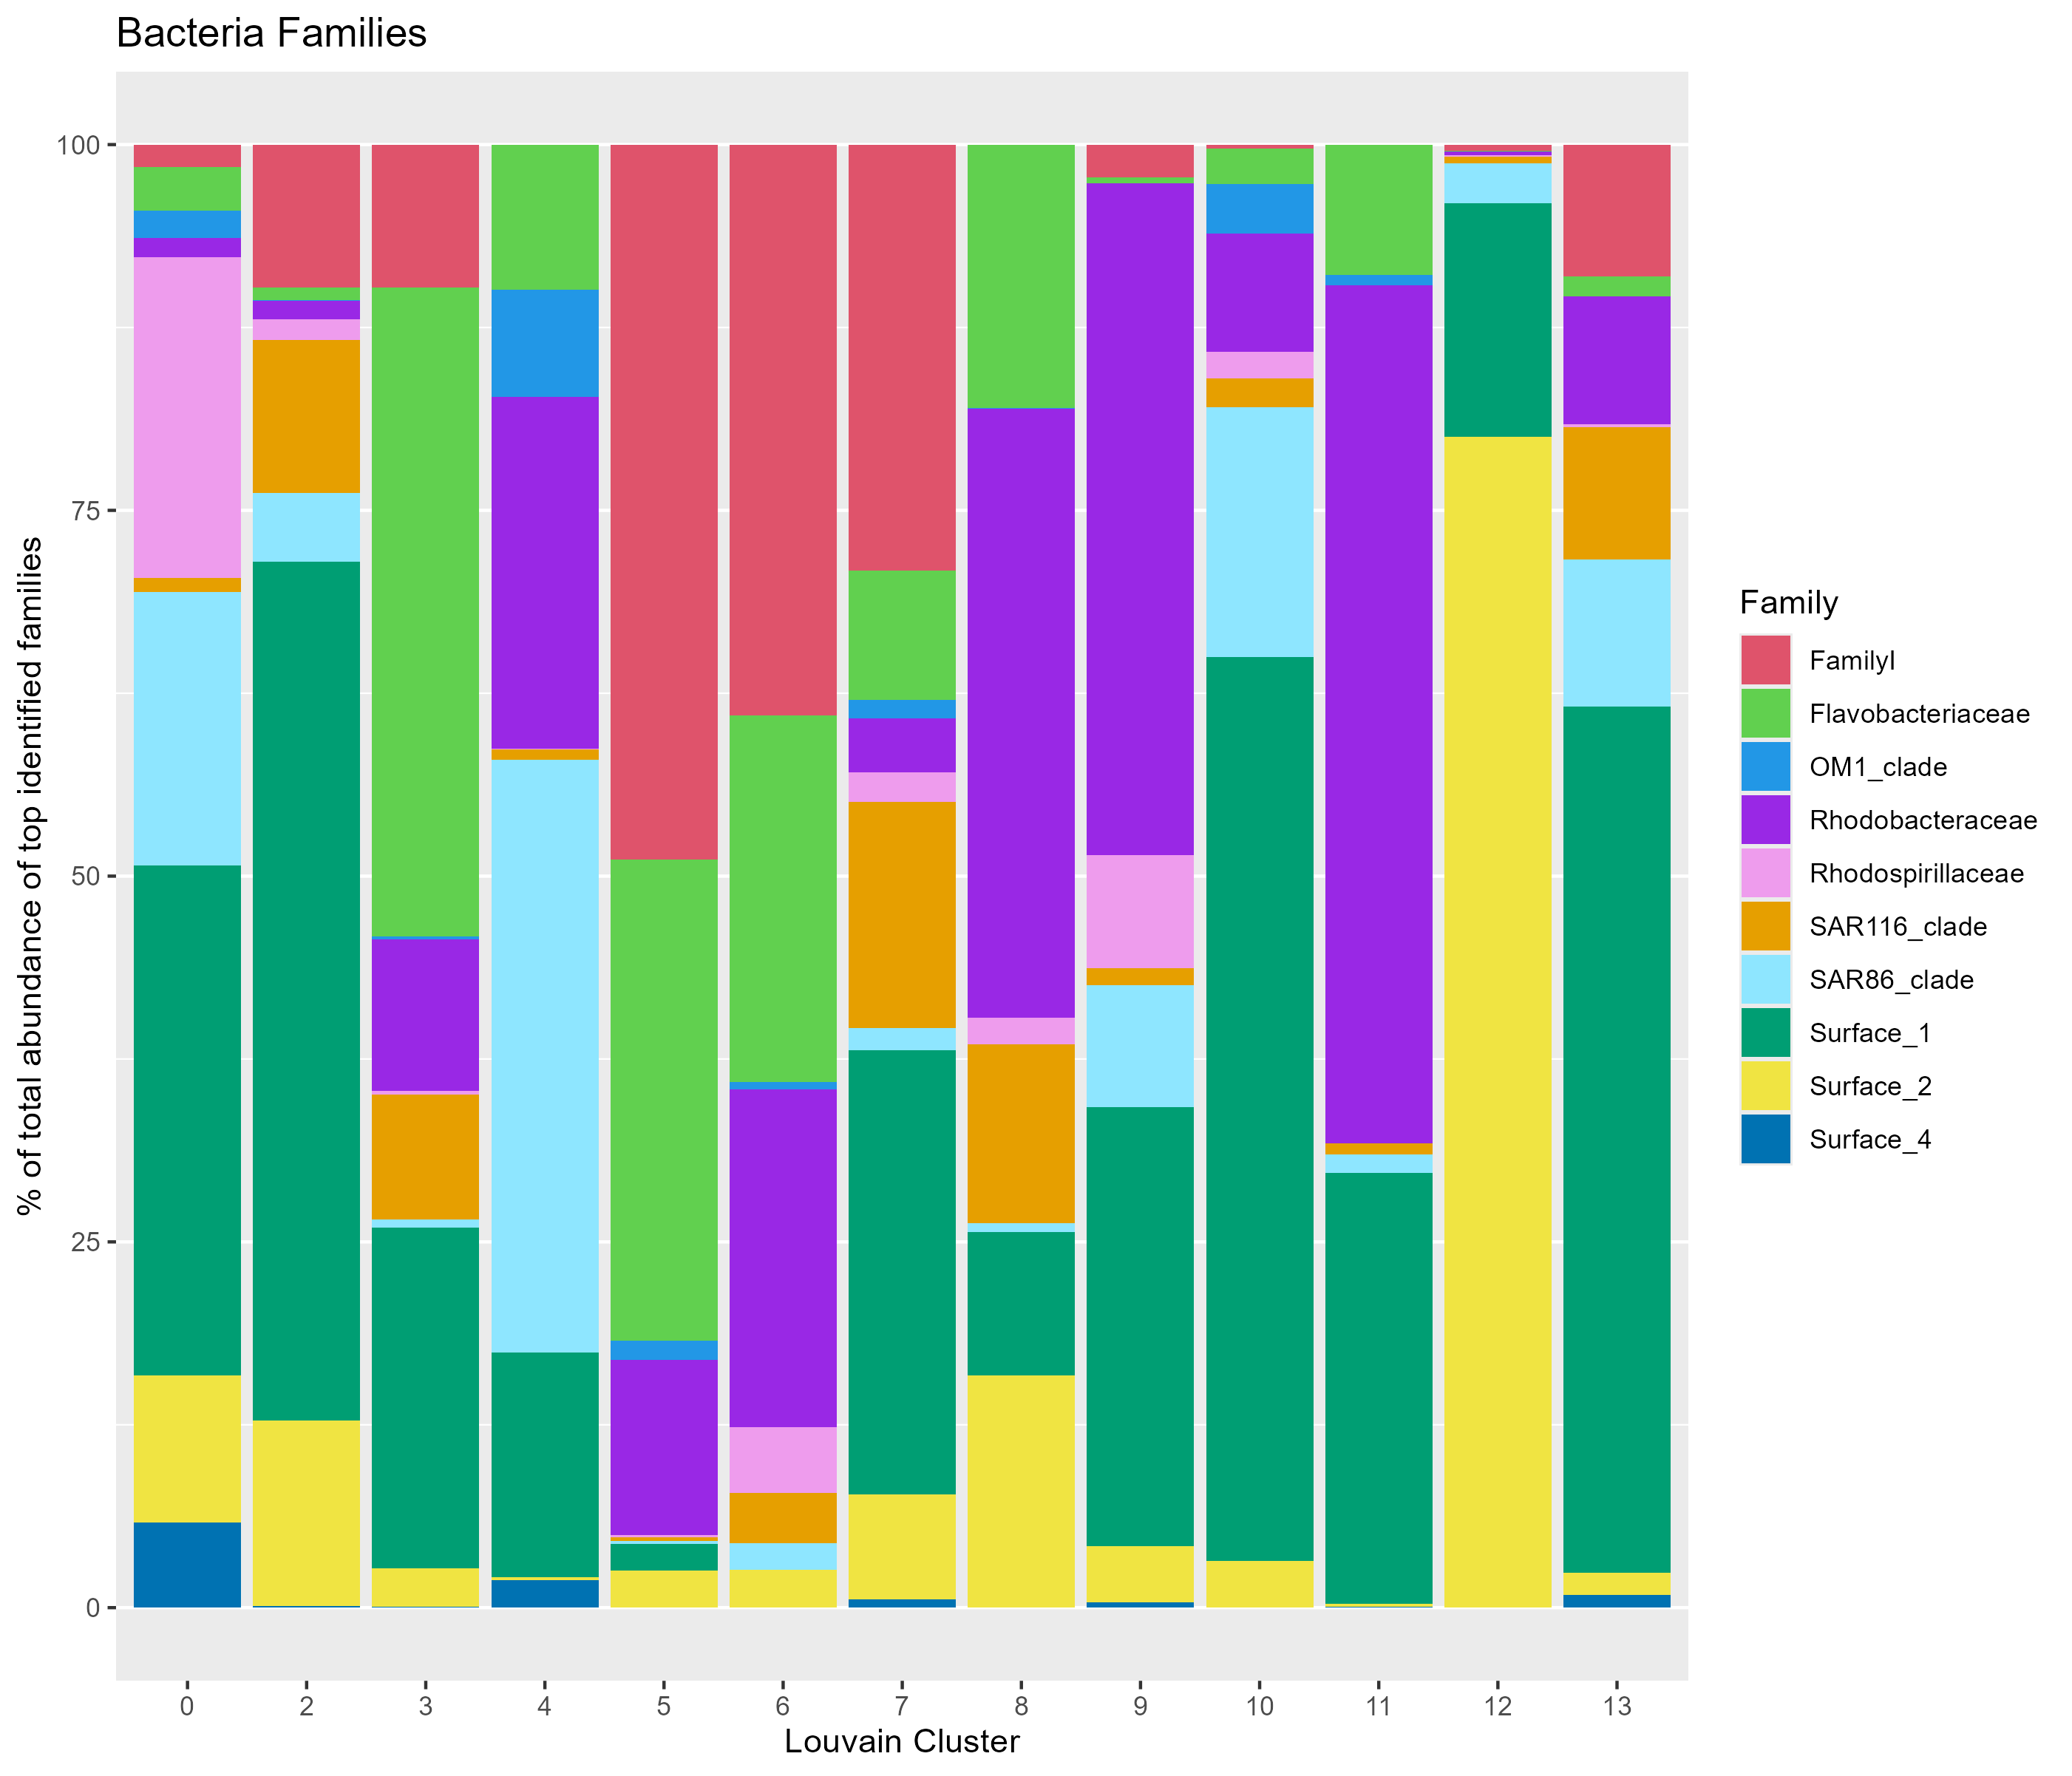 Bacteria Families
% of total abundance of top identified families
100
75
50
25
0
0 2 3 4 5 6 7 8 9 10 11 12 13
Louvain Cluster
Family
FamilyI
Flavobacteriaceae
OM1_clade
Rhodobacteraceae
Rhodospirillaceae
SAR116_clade
SAR86_clade
Surface_1
Surface_2
Surface_4